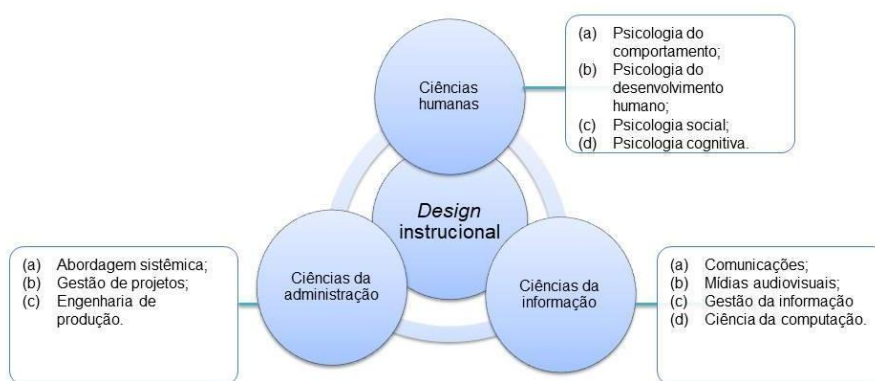 Ciências
humanas
(a) Psicologia do
comportamento;
(b) Psicologia do
desenvolvimento
humano;
(c) Psicologia social;
(d) Psicologia cognitiva.
Design
instrucional
(a) Abordagem sistêmica;
(b) Gestão de projetos;
(c) Engenharia de
produção.
Ciências da
administração
Ciências da
informação
(a) Comunicações;
(b) Mídias audiovisuais;
(c) Gestão da informação
(d) Ciência da computação.